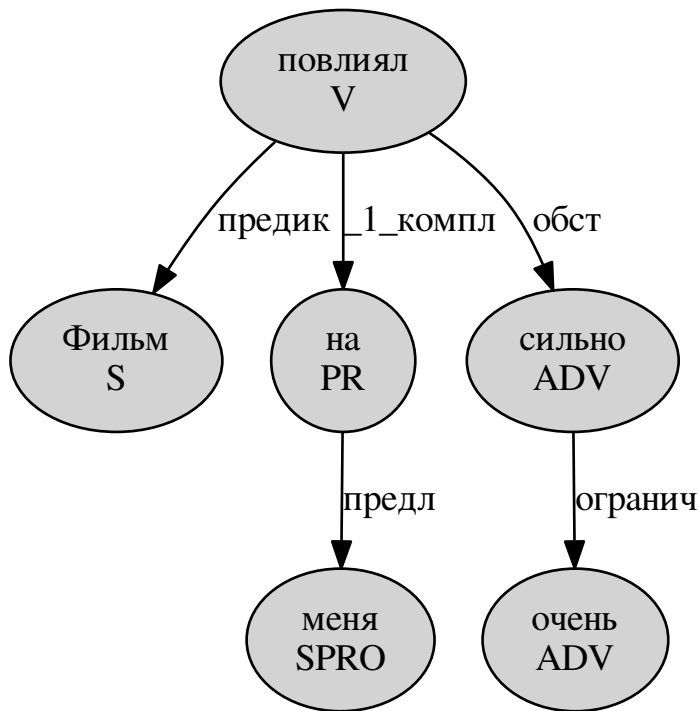 повлиял
V
предик
_1_компл
обст
Фильм
S
на
PR
сильно
ADV
предл
огранич
меня
SPRO
очень
ADV